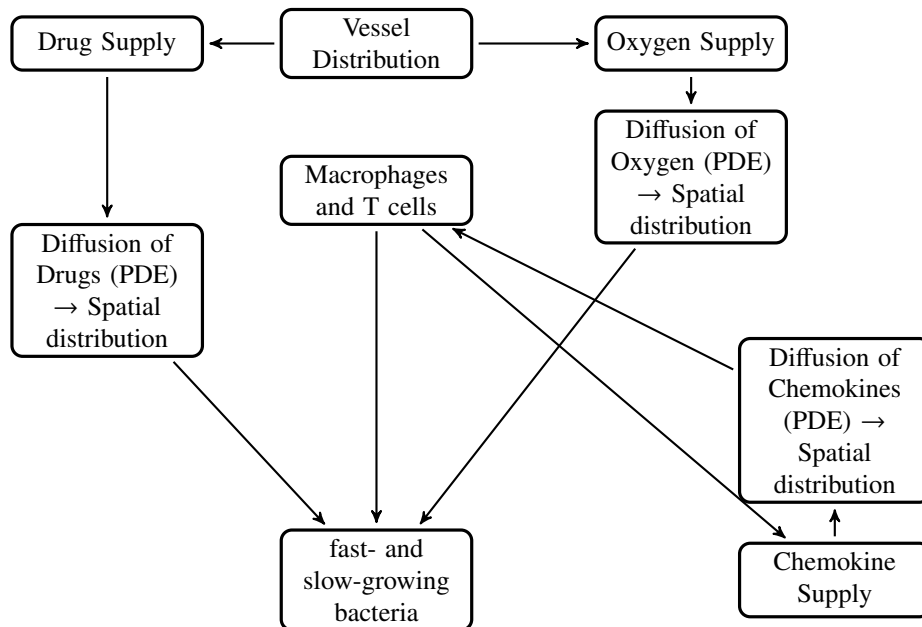 Drug Supply
Vessel
Distribution
Oxygen Supply
Diffusion of
Oxygen (PDE)
→ Spatial
distribution
Macrophages
and T cells
Diffusion of
Drugs (PDE)
→ Spatial
distribution
Diffusion of
Chemokines
(PDE) →
Spatial
distribution
fast- and
slow-growing
bacteria
Chemokine
Supply